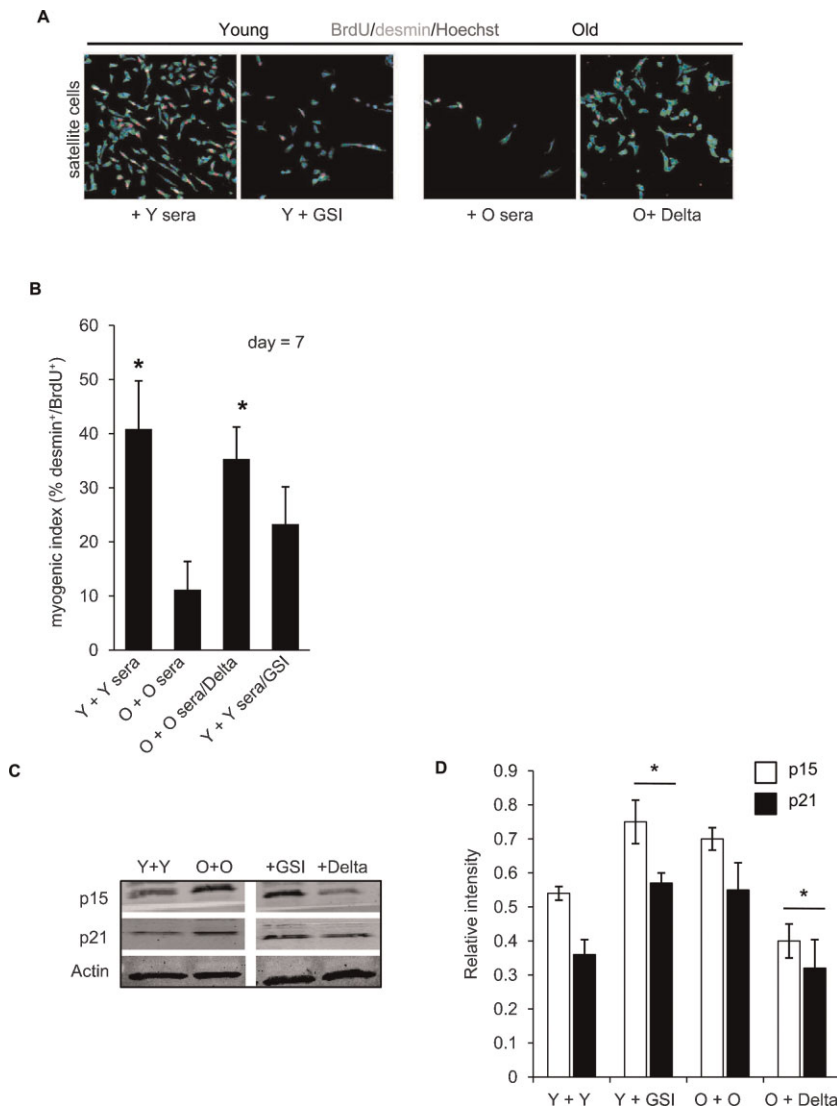 A
Young BrdU/desmin/Hoechst Old
satellite cells
+ Y sera Y + GSI + O sera O+ Delta
B
day = 7
myogenic index (% desmin⁺/BrdU⁺)
60
50
40
30
20
10
0
*
*
Y + Y sera
O + O sera
O + O sera/Delta
Y + Y sera/GSI
C
Y+Y O+O +GSI +Delta
p15
p21
Actin
D
p15
p21
Relative intensity
0.9
0.8
0.7
0.6
0.5
0.4
0.3
0.2
0.1
0
*
*
Y + Y Y + GSI O + O O + Delta